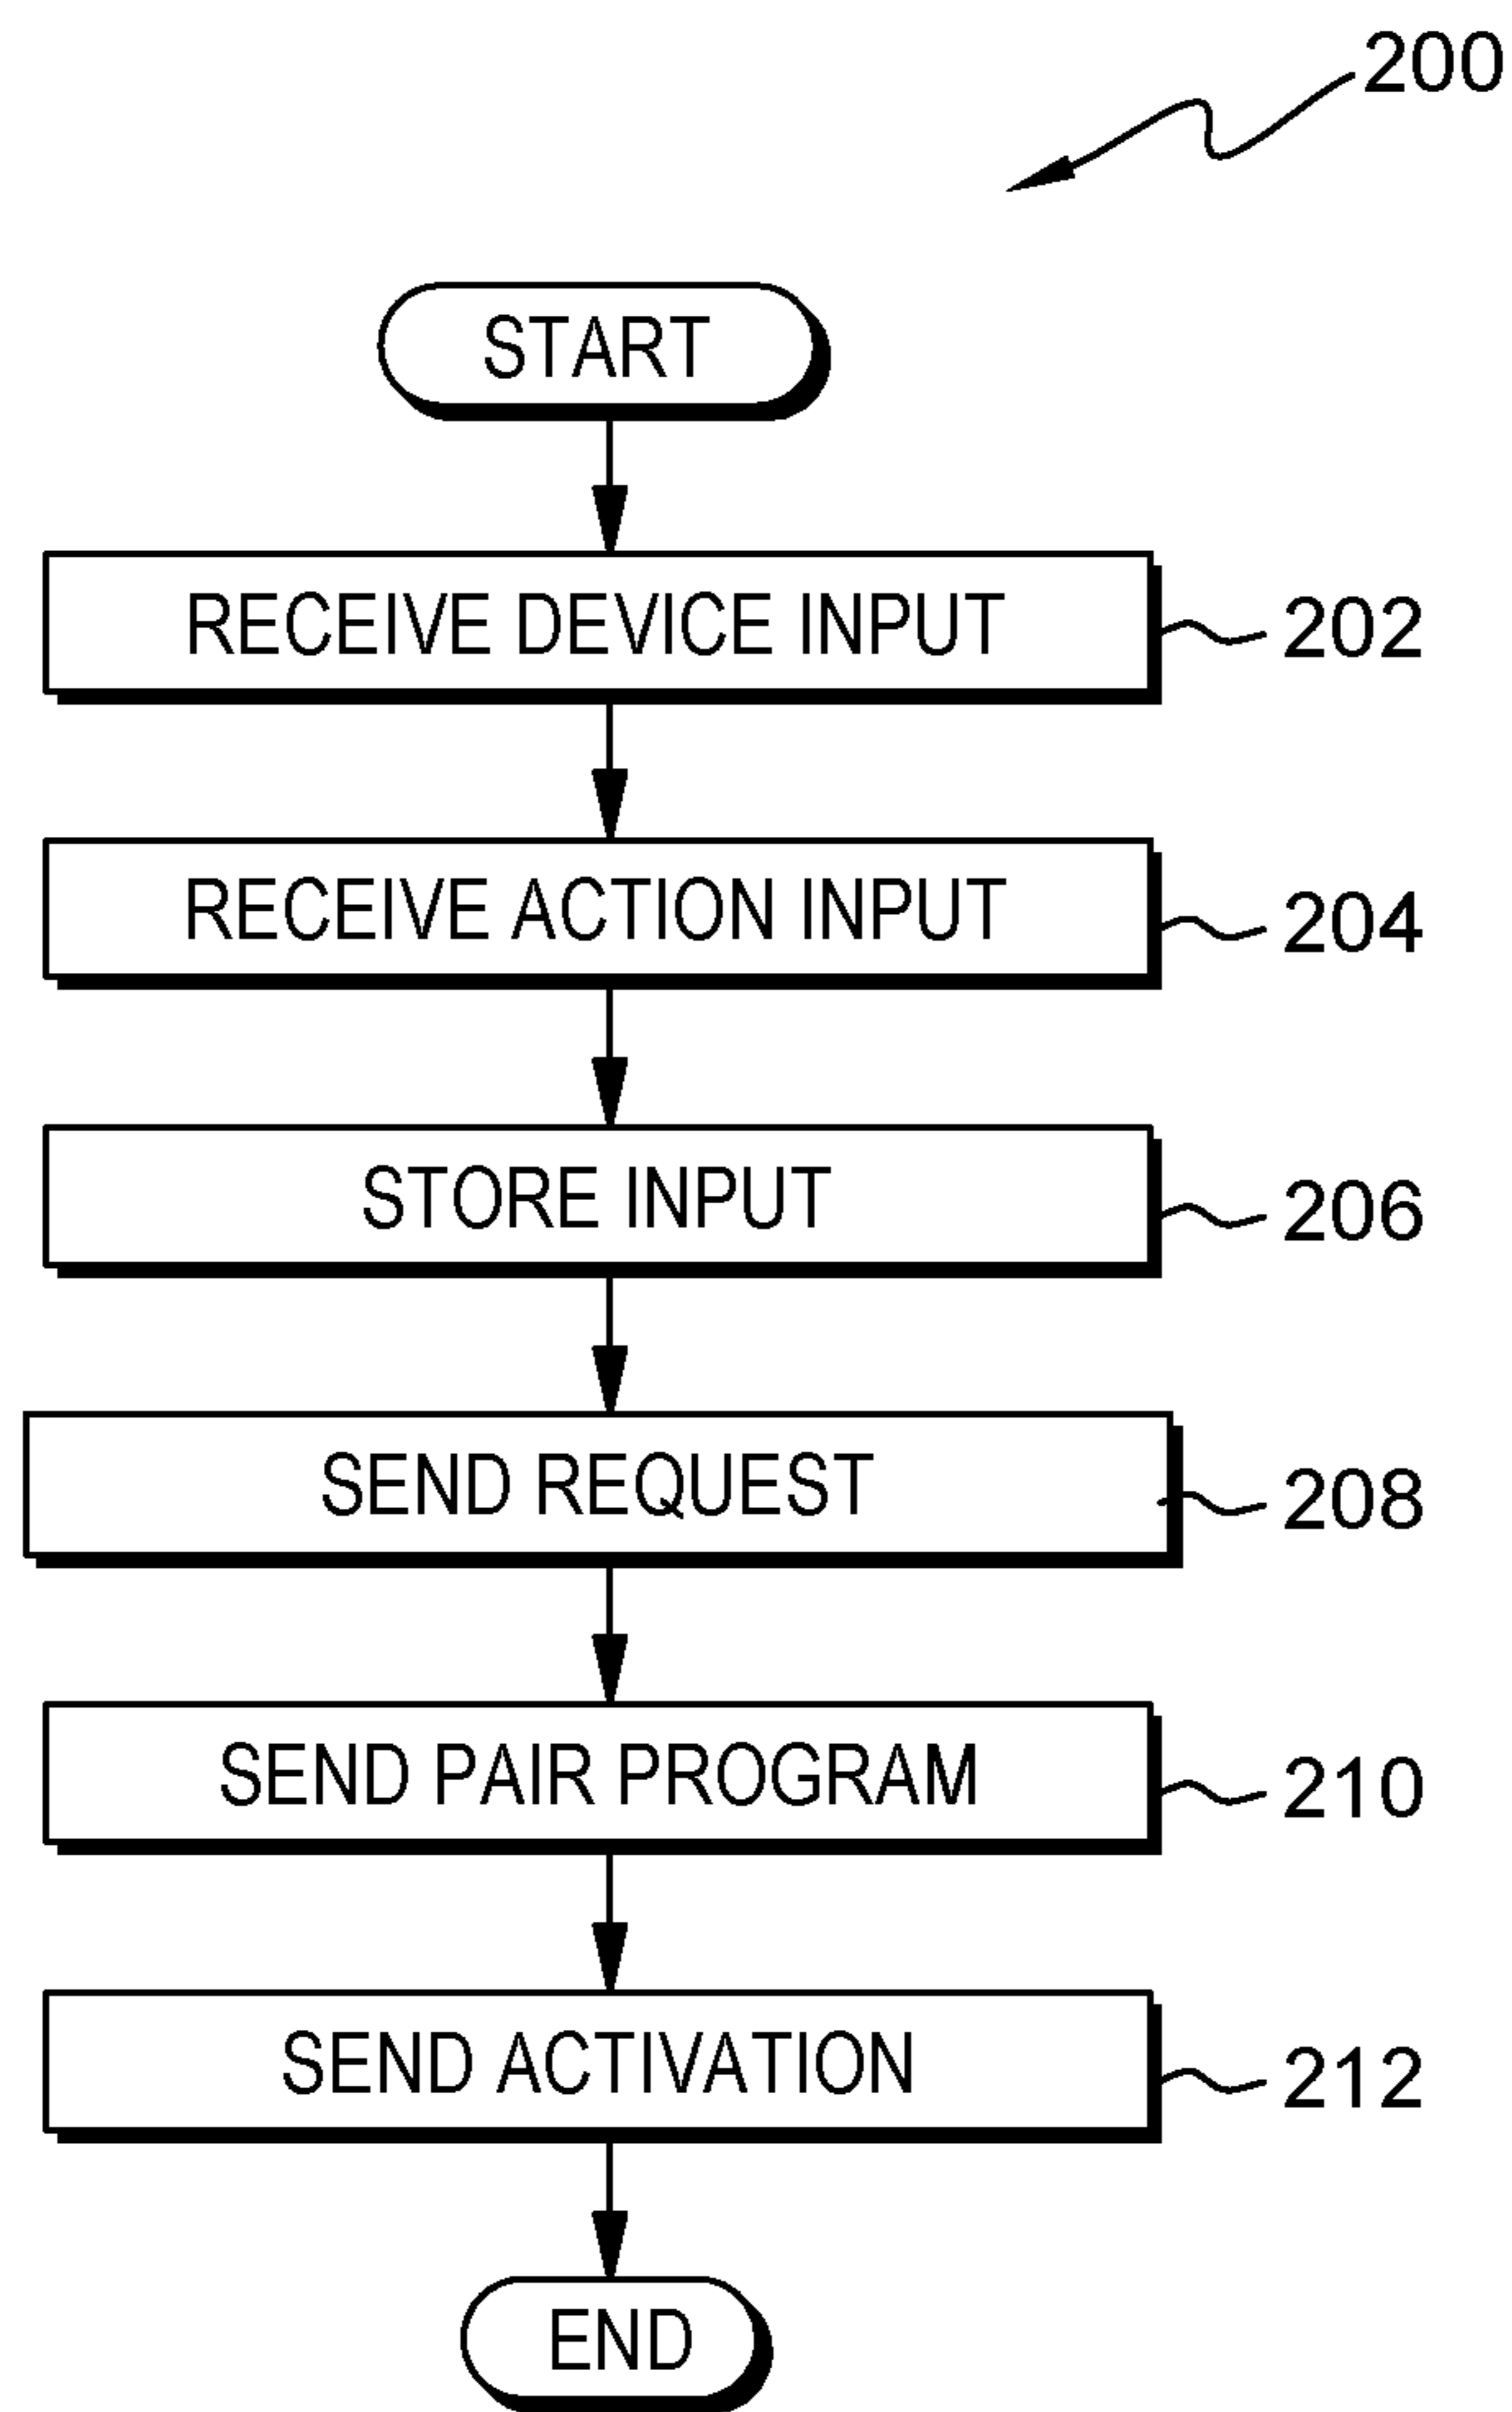 200
START
RECEIVE DEVICE INPUT
202
RECEIVE ACTION INPUT
204
STORE INPUT
206
SEND REQUEST
208
SEND PAIR PROGRAM
210
SEND ACTIVATION
212
END